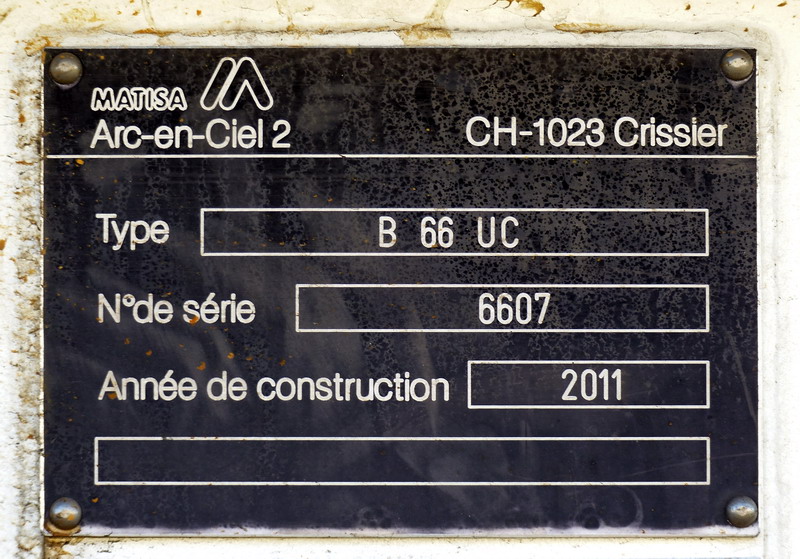 MATISA
Arc-en-Ciel 2 CH-1023 Crissier
Type B 66 UC
N°de série 6607
Année de construction 2011